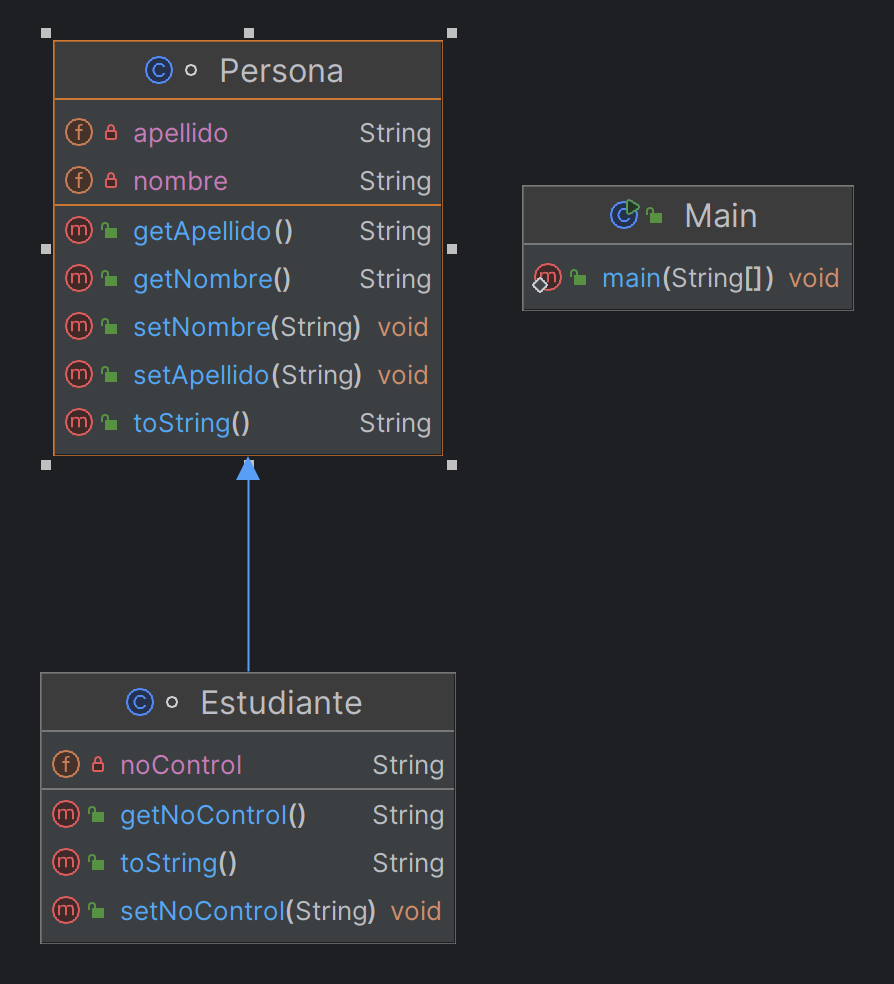 Persona
apellido String
nombre String
getApellido() String
getNombre() String
setNombre(String) void
setApellido(String) void
toString() String
Main
main(String[]) void
Estudiante
noControl String
getNoControl() String
toString() String
setNoControl(String) void